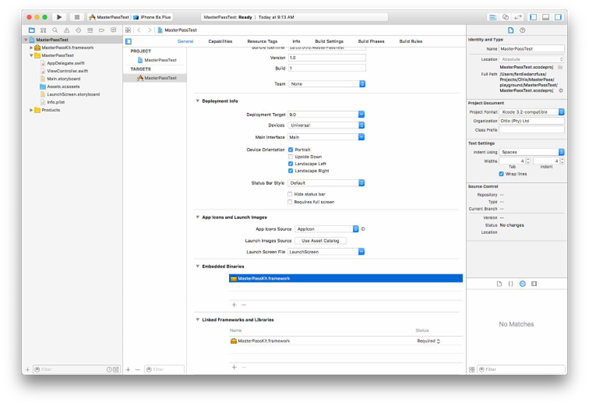 MasterPassTest
iPhone 6s Plus
MasterPassTest: Ready | Today at 9:13 AM
MasterPassTest
General
Capabilities
Resource Tags
Info
Build Settings
Build Phases
Build Rules
MasterPassTest
MasterPassKit.framework
MasterPassTest
AppDelegate.swift
ViewController.swift
Main.storyboard
Assets.xcassets
LaunchScreen.storyboard
Info.plist
Products
PROJECT
MasterPassTest
TARGETS
MasterPassTest
Version 1.0
Build 1
Team None
Deployment Info
Deployment Target 9.0
Devices Universal
Main Interface Main
Device Orientation Portrait
Upside Down
Landscape Left
Landscape Right
Status Bar Style Default
Hide status bar
Requires full screen
App Icons and Launch Images
App Icons Source AppIcon
Launch Images Source Use Asset Catalog
Launch Screen File LaunchScreen
Embedded Binaries
MasterPassKit.framework
Linked Frameworks and Libraries
Name Status
MasterPassKit.framework Required
Identity and Type
Name MasterPassTest
Location Absolute
MasterPassTest.xcodeproj
Full Path
playground/MasterPassTest/
MasterPassTest.xcodeproj
Project Document
Project Format Xcode 3.2-compatible
Organization
Class Prefix
Text Settings
Indent Using Spaces
Widths 4 4
Tab Indent
Wrap lines
Source Control
Repository --
Type --
Current Branch --
Version --
Status No changes
Location
No Matches
Filter
Filter
Filter